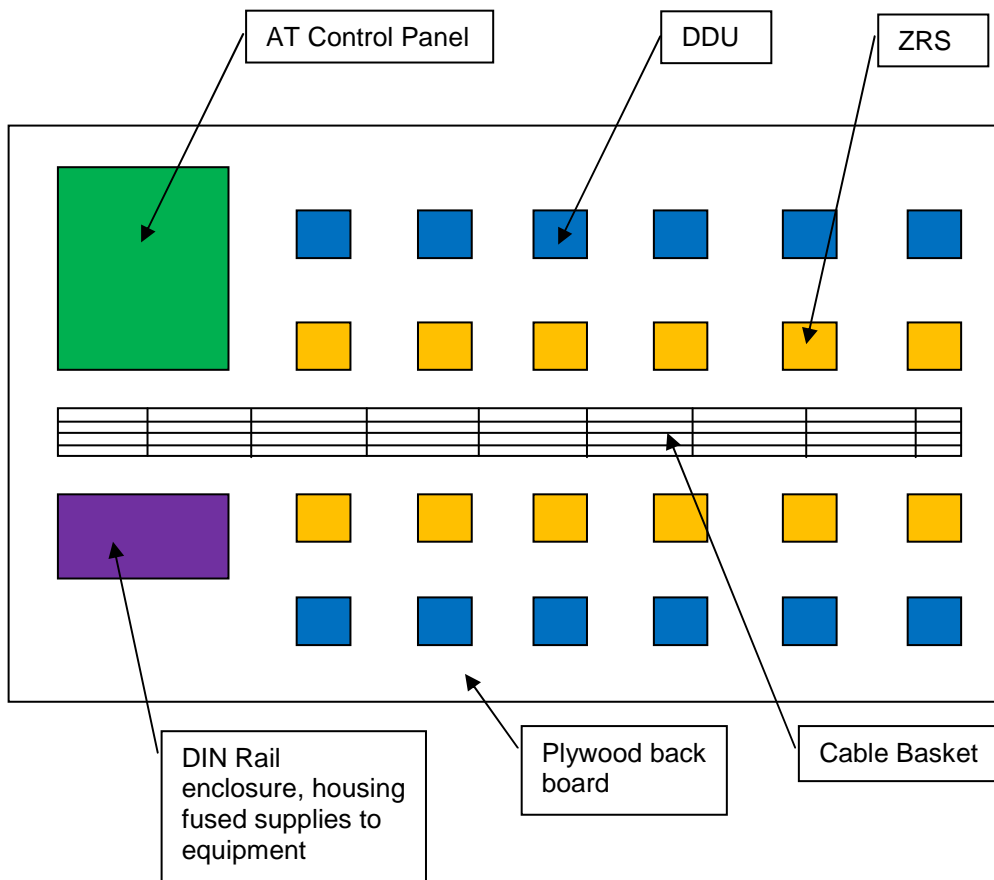 AT Control Panel
DDU
ZRS
DIN Rail
enclosure, housing
fused supplies to
equipment
Plywood back
board
Cable Basket